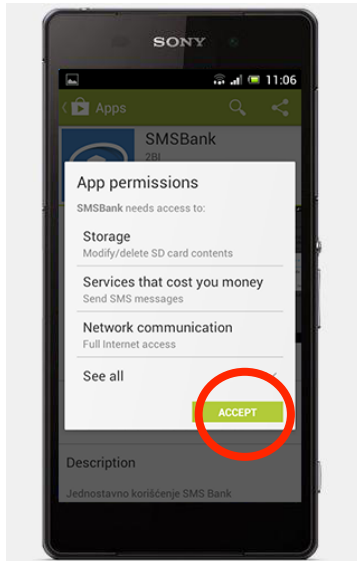 SONY
11:06
Apps
SMSBank
2BI
App permissions
SMSBank needs access to:
Storage
Modify/delete SD card contents
Services that cost you money
Send SMS messages
Network communication
Full Internet access
See all
ACCEPT
Description
Jednostavno korišćenje SMS Bank